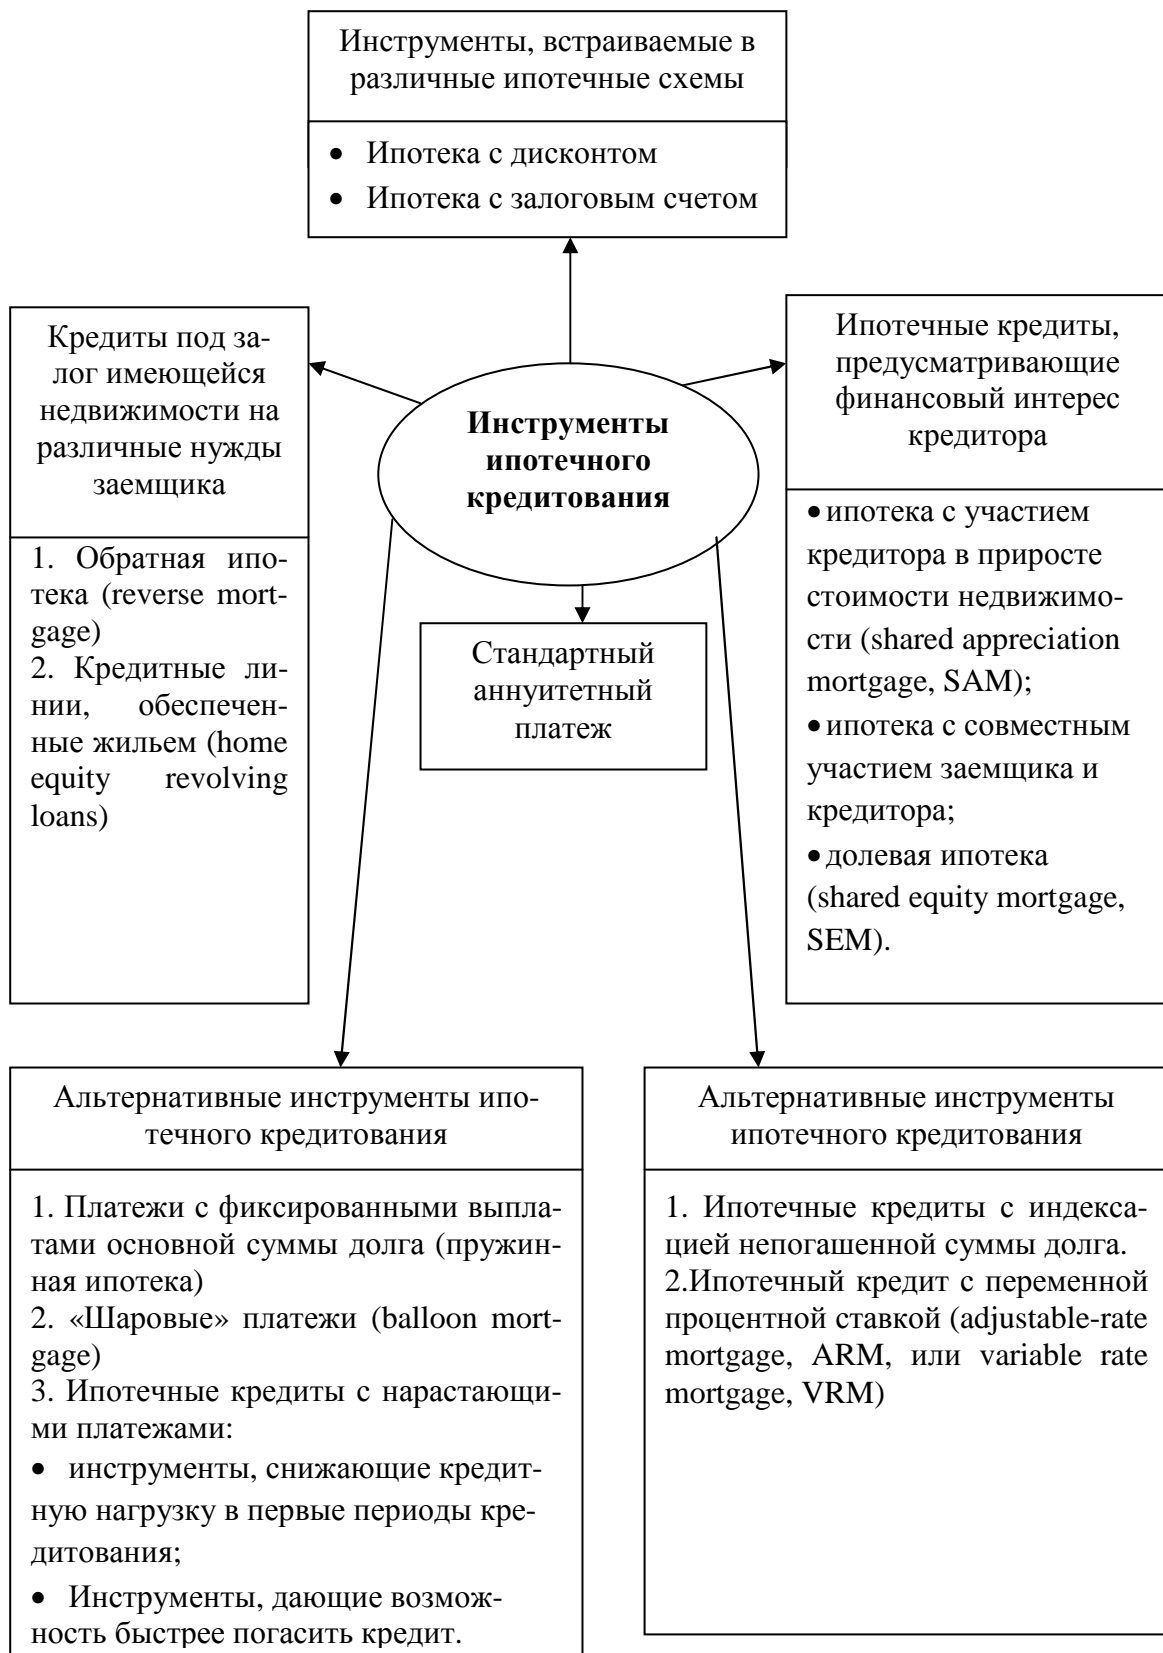 Инструменты, встраиваемые в
различные ипотечные схемы
• Ипотека с дисконтом
• Ипотека с залоговым счетом
Кредиты под за-
лог имеющейся
недвижимости на
различные нужды
заемщика
1. Обратная ипо-
тека (reverse mort-
gage)
2. Кредитные ли-
нии, обеспечен-
ные жильем (home
equity revolving
loans)
Инструменты
ипотечного
кредитования
Стандартный
аннуитетный
платеж
Ипотечные кредиты,
предусматривающие
финансовый интерес
кредитора
• ипотека с участием
кредитора в приросте
стоимости недвижимо-
сти (shared appreciation
mortgage, SAM);
• ипотека с совместным
участием заемщика и
кредитора;
• долевая ипотека
(shared equity mortgage,
SEM).
Альтернативные инструменты ипо-
течного кредитования
1. Платежи с фиксированными выпла-
тами основной суммы долга (пружин-
ная ипотека)
2. «Шаровые» платежи (balloon mort-
gage)
3. Ипотечные кредиты с нарастающи-
ми платежами:
• инструменты, снижающие кредит-
ную нагрузку в первые периоды кре-
дитования;
• Инструменты, дающие возмож-
ность быстрее погасить кредит.
Альтернативные инструменты
ипотечного кредитования
1. Ипотечные кредиты с индекса-
цией непогашенной суммы долга.
2.Ипотечный кредит с переменной
процентной ставкой (adjustable-rate
mortgage, ARM, или variable rate
mortgage, VRM)